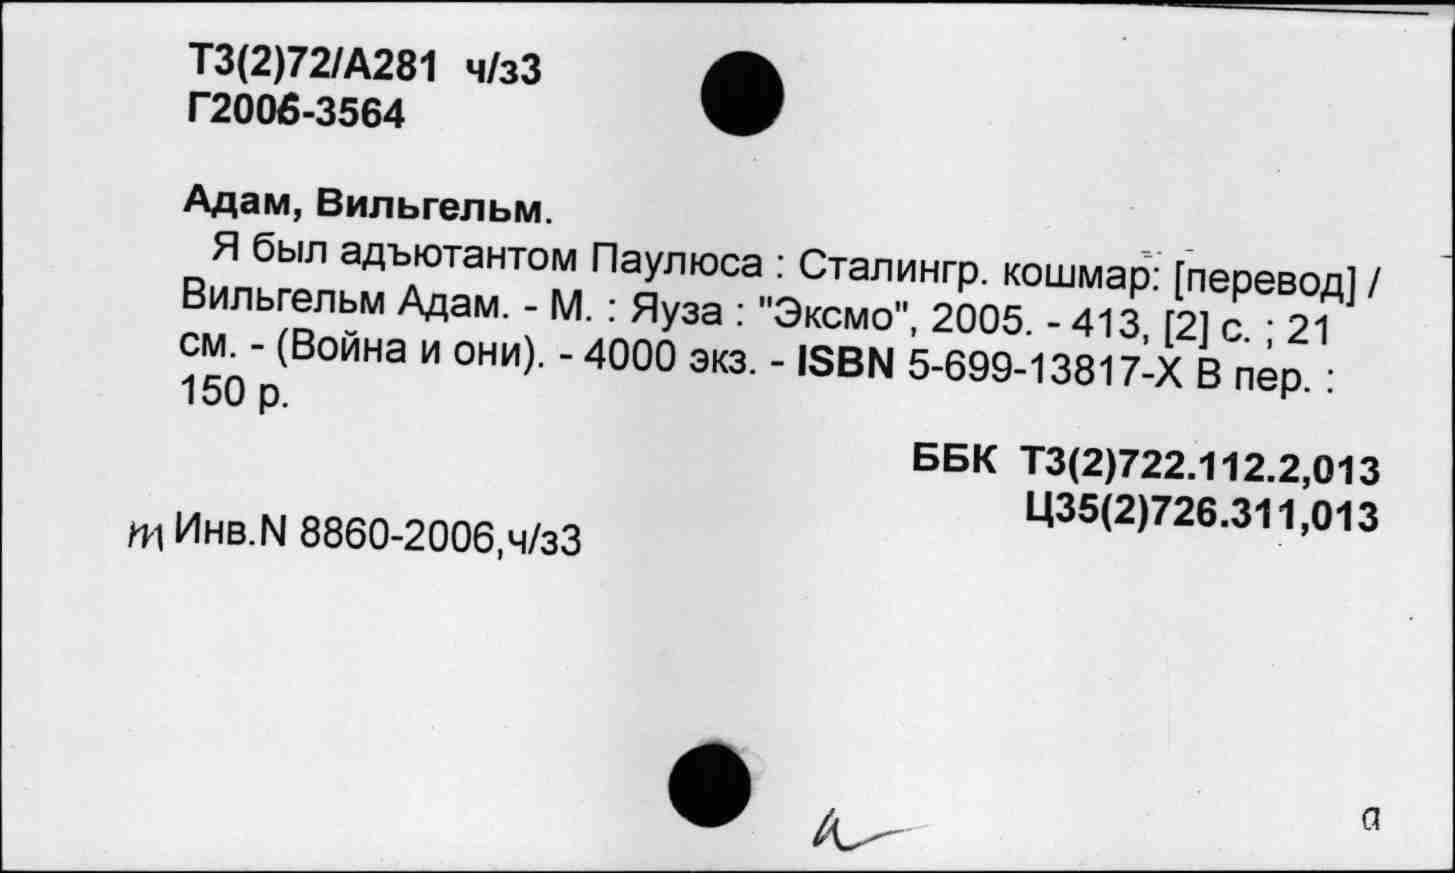 Т3(2)72/А281 ч/з3
Г2006-3564
Адам, Вильгельм.
Я был адъютантом Паулюса : Сталингр. кошмар: [перевод] /
Вильгельм Адам. - М. : Яуза : "Эксмо", 2005. - 413, [2] с. ; 21
см. - (Война и они). - 4000 экз. - ISBN 5-699-13817-X В пер. :
150 р.
ББК Т3(2)722.112.2,013
Ц35(2)726.311,013
Инв.N 8860-2006,ч/з3
а